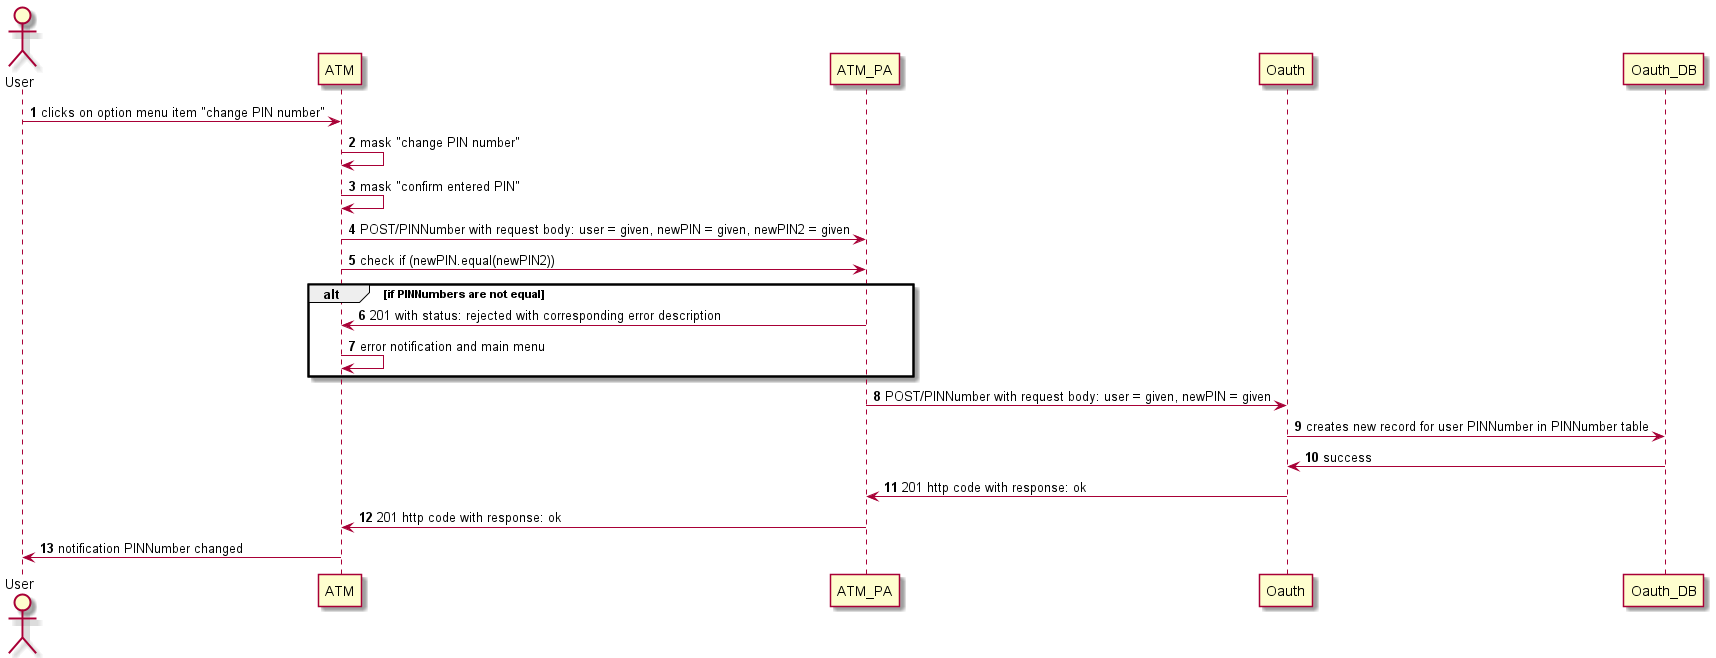 User
ATM
ATM_PA
Oauth
Oauth_DB
1 clicks on option menu item "change PIN number"
2 mask "change PIN number"
3 mask "confirm entered PIN"
4 POST/PINNumber with request body: user = given, newPIN = given, newPIN2 = given
5 check if (newPIN.equal(newPIN2))
alt [if PINNumbers are not equal]
6 201 with status: rejected with corresponding error description
7 error notification and main menu
8 POST/PINNumber with request body: user = given, newPIN = given
9 creates new record for user PINNumber in PINNumber table
10 success
11 201 http code with response: ok
12 201 http code with response: ok
13 notification PINNumber changed
User
ATM
ATM_PA
Oauth
Oauth_DB